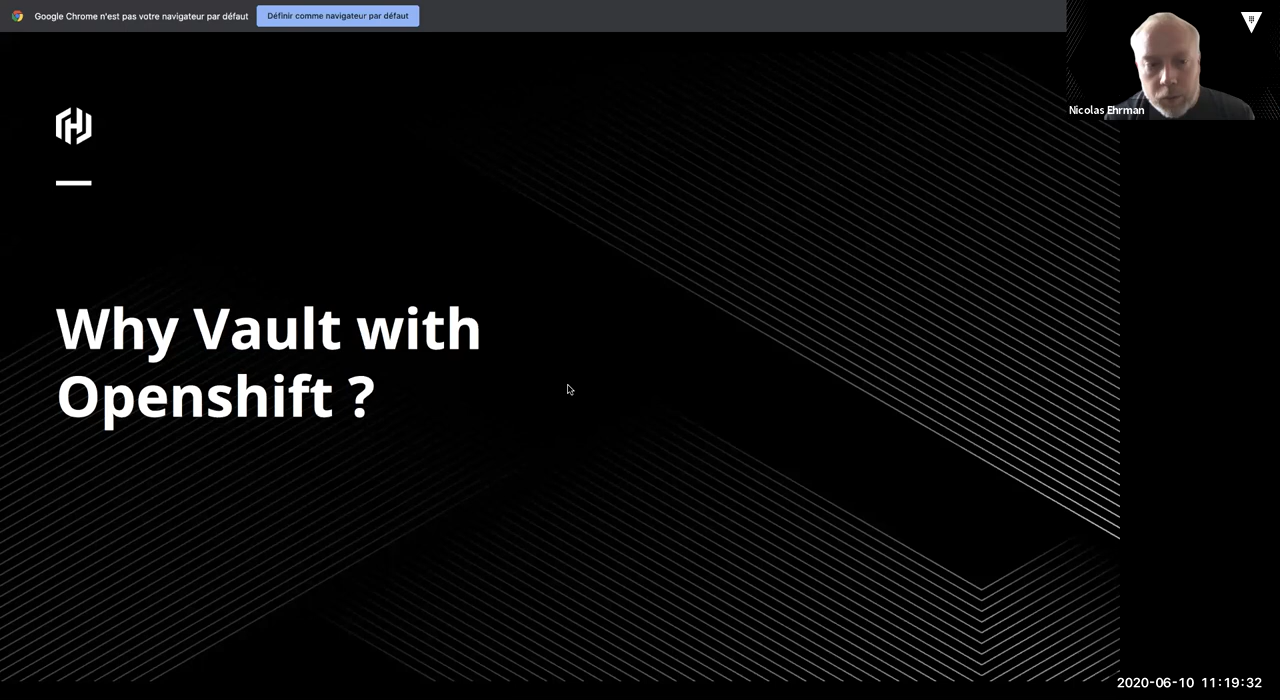 Google Chrome n'est pas votre navigateur par défaut
Définir comme navigateur par défaut
Nicolas Ehrman
Why Vault with
Openshift ?
2020-06-10 11:19:32